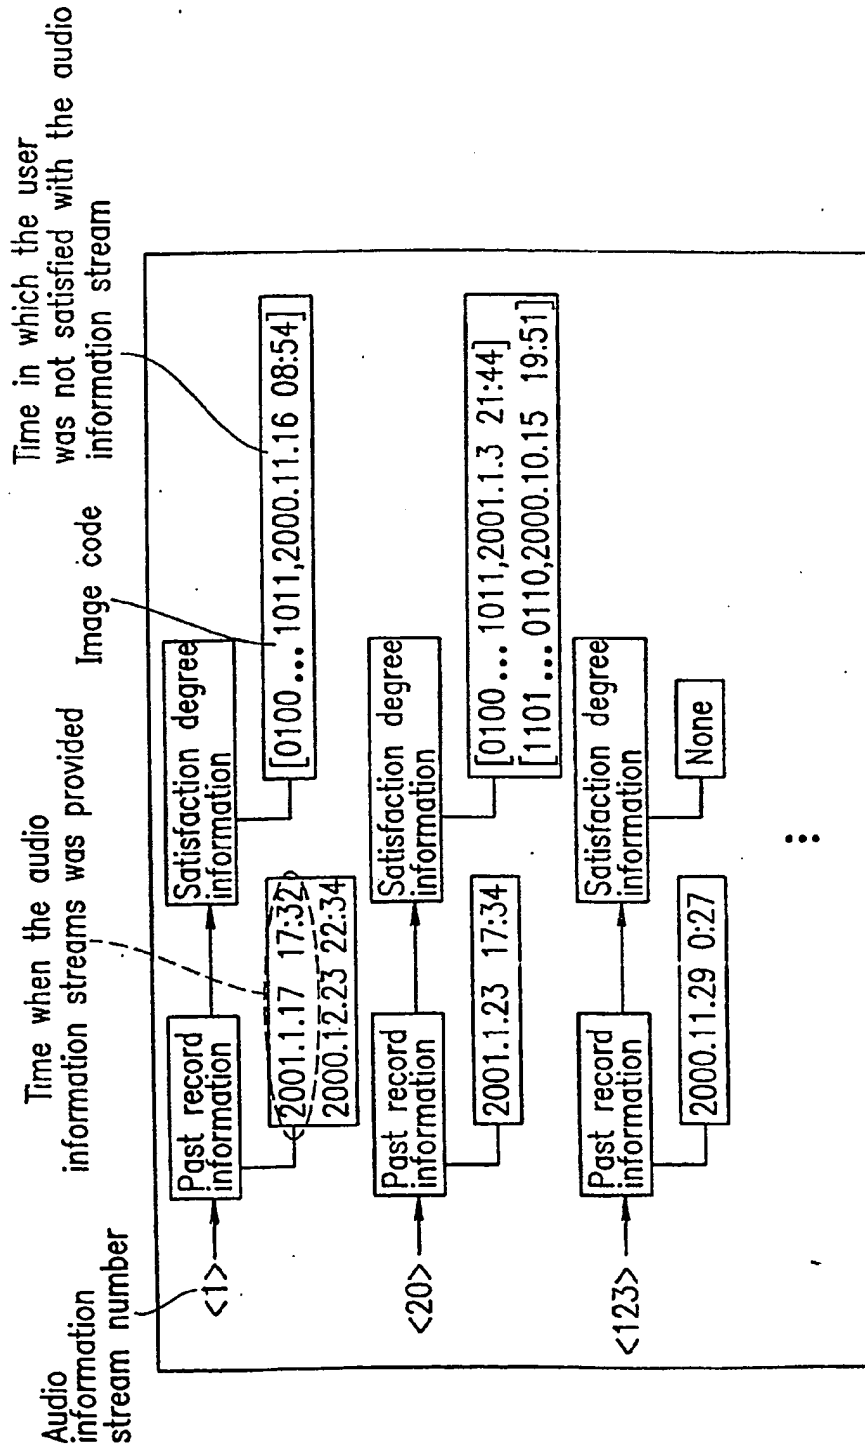 Audio
information
stream number
Time when the audio
information streams was provided
Image code
Time in which the user
was not satisfied with the audio
information stream
<1>
Past record
information
2001.1.17 17:32
2000.12.23 22:34
Satisfaction degree
information
[0100 ... 1011,2000.11.16 08:54]
<20>
Past record
information
2001.1.23 17:34
Satisfaction degree
information
[0100 ... 1011,2001.1.3 21:44]
[1101 ... 0110,2000.10.15 19:51]
<123>
Past record
information
2000.11.29 0:27
Satisfaction degree
information
None
...